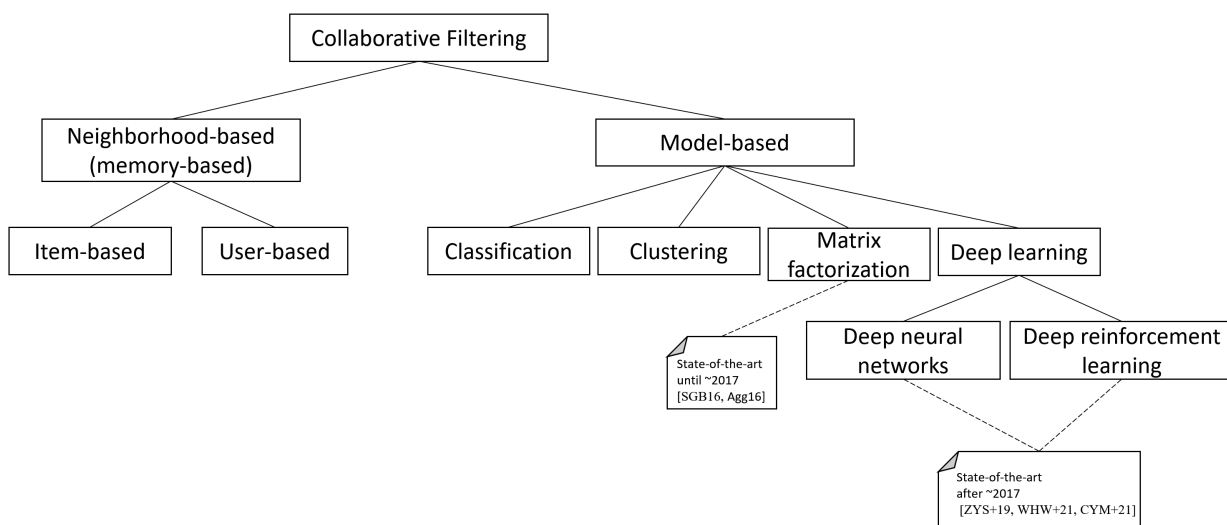 Collaborative Filtering
Neighborhood-based
(memory-based)
Model-based
Item-based
User-based
Classification
Clustering
Matrix
factorization
Deep learning
Deep neural
networks
Deep reinforcement
learning
State-of-the-art
until ~2017
[SGB16, Agg16]
State-of-the-art
after ~2017
[ZYS+19, WHW+21, CYM+21]